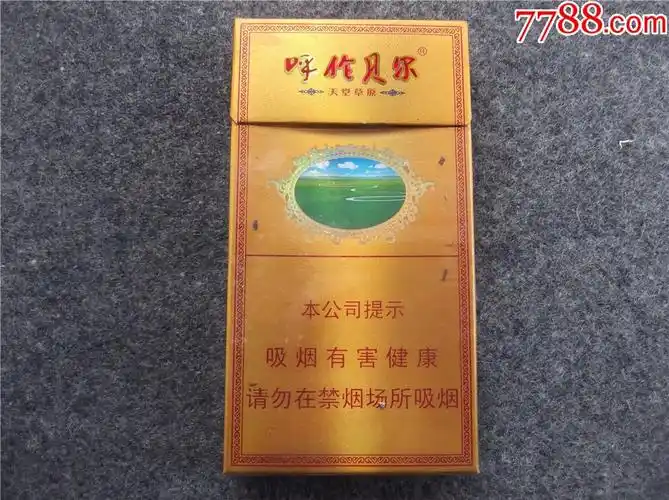 7788.com
呼伦贝尔®
天堂草原
本公司提示
吸烟有害健康
请勿在禁烟场所吸烟